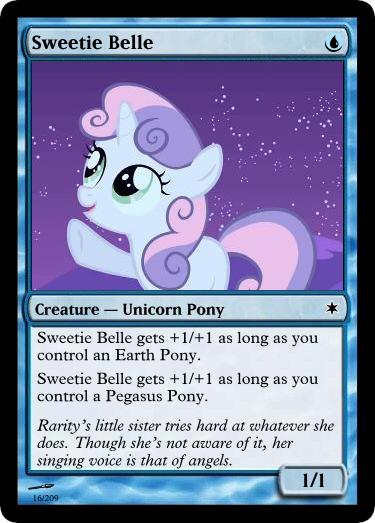 Sweetie Belle
Creature — Unicorn Pony
Sweetie Belle gets +1/+1 as long as you
control an Earth Pony.
Sweetie Belle gets +1/+1 as long as you
control a Pegasus Pony.
Rarity's little sister tries hard at whatever she
does. Though she's not aware of it, her
singing voice is that of angels.
1/1
16/209